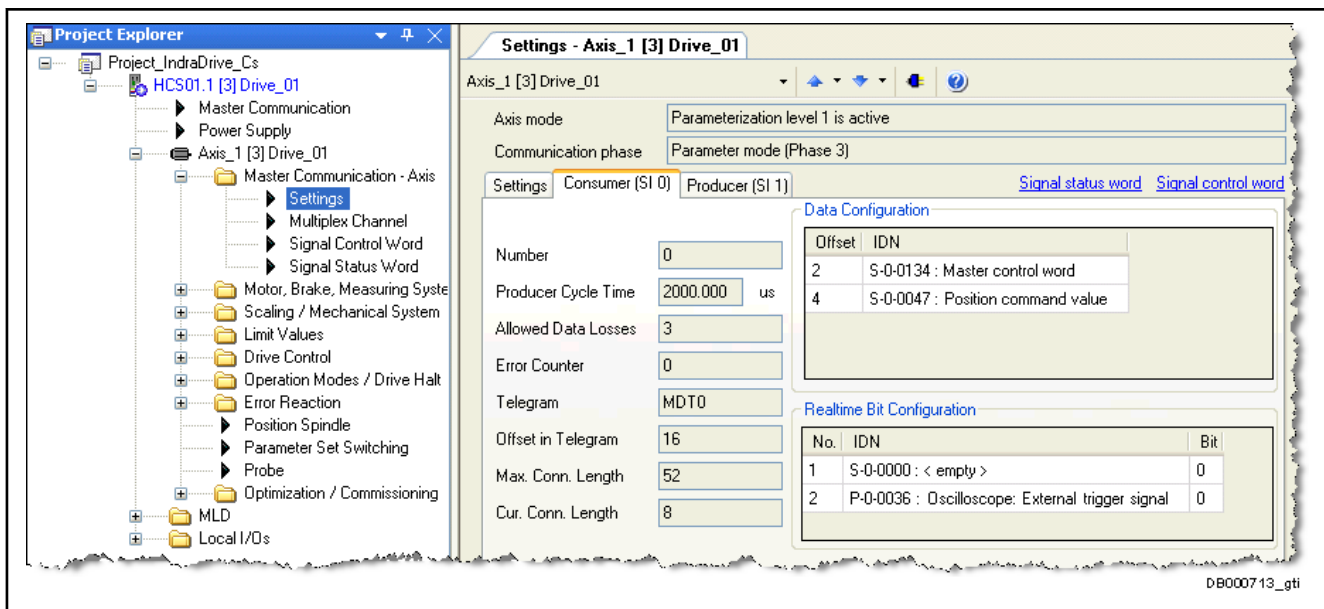 Project Explorer
Project_IndraDrive_Cs
HCS01.1 [3] Drive_01
Master Communication
Power Supply
Axis_1 [3] Drive_01
Master Communication - Axis
Settings
Multiplex Channel
Signal Control Word
Signal Status Word
Motor, Brake, Measuring Syste
Scaling / Mechanical System
Limit Values
Drive Control
Operation Modes / Drive Halt
Error Reaction
Position Spindle
Parameter Set Switching
Probe
Optimization / Commissioning
MLD
Local I/Os
Settings - Axis_1 [3] Drive_01
Axis_1 [3] Drive_01
Axis mode Parameterization level 1 is active
Communication phase Parameter mode (Phase 3)
Settings Consumer (SI 0) Producer (SI 1) Signal status word Signal control word
Number 0
Producer Cycle Time 2000.000 us
Allowed Data Losses 3
Error Counter 0
Telegram MDT0
Offset in Telegram 16
Max. Conn. Length 52
Cur. Conn. Length 8
Data Configuration
Offset IDN
2 S-0-0134 : Master control word
4 S-0-0047 : Position command value
Realtime Bit Configuration
No. IDN Bit
1 S-0-0000 : < empty > 0
2 P-0-0036 : Oscilloscope: External trigger signal 0
DB000713_gti